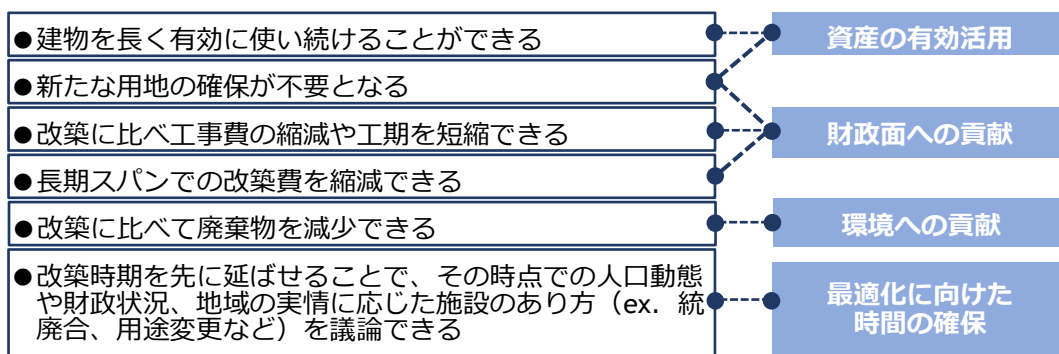 ●建物を長く有効に使い続けることができる
●新たな用地の確保が不要となる
●改築に比べ工事費の縮減や工期を短縮できる
●長期スパンでの改築費を縮減できる
●改築に比べて廃棄物を減少できる
●改築時期を先に延ばせることで、その時点での人口動態
や財政状況、地域の実情に応じた施設のあり方（ex．統
廃合、用途変更など）を議論できる
資産の有効活用
財政面への貢献
環境への貢献
最適化に向けた
時間の確保